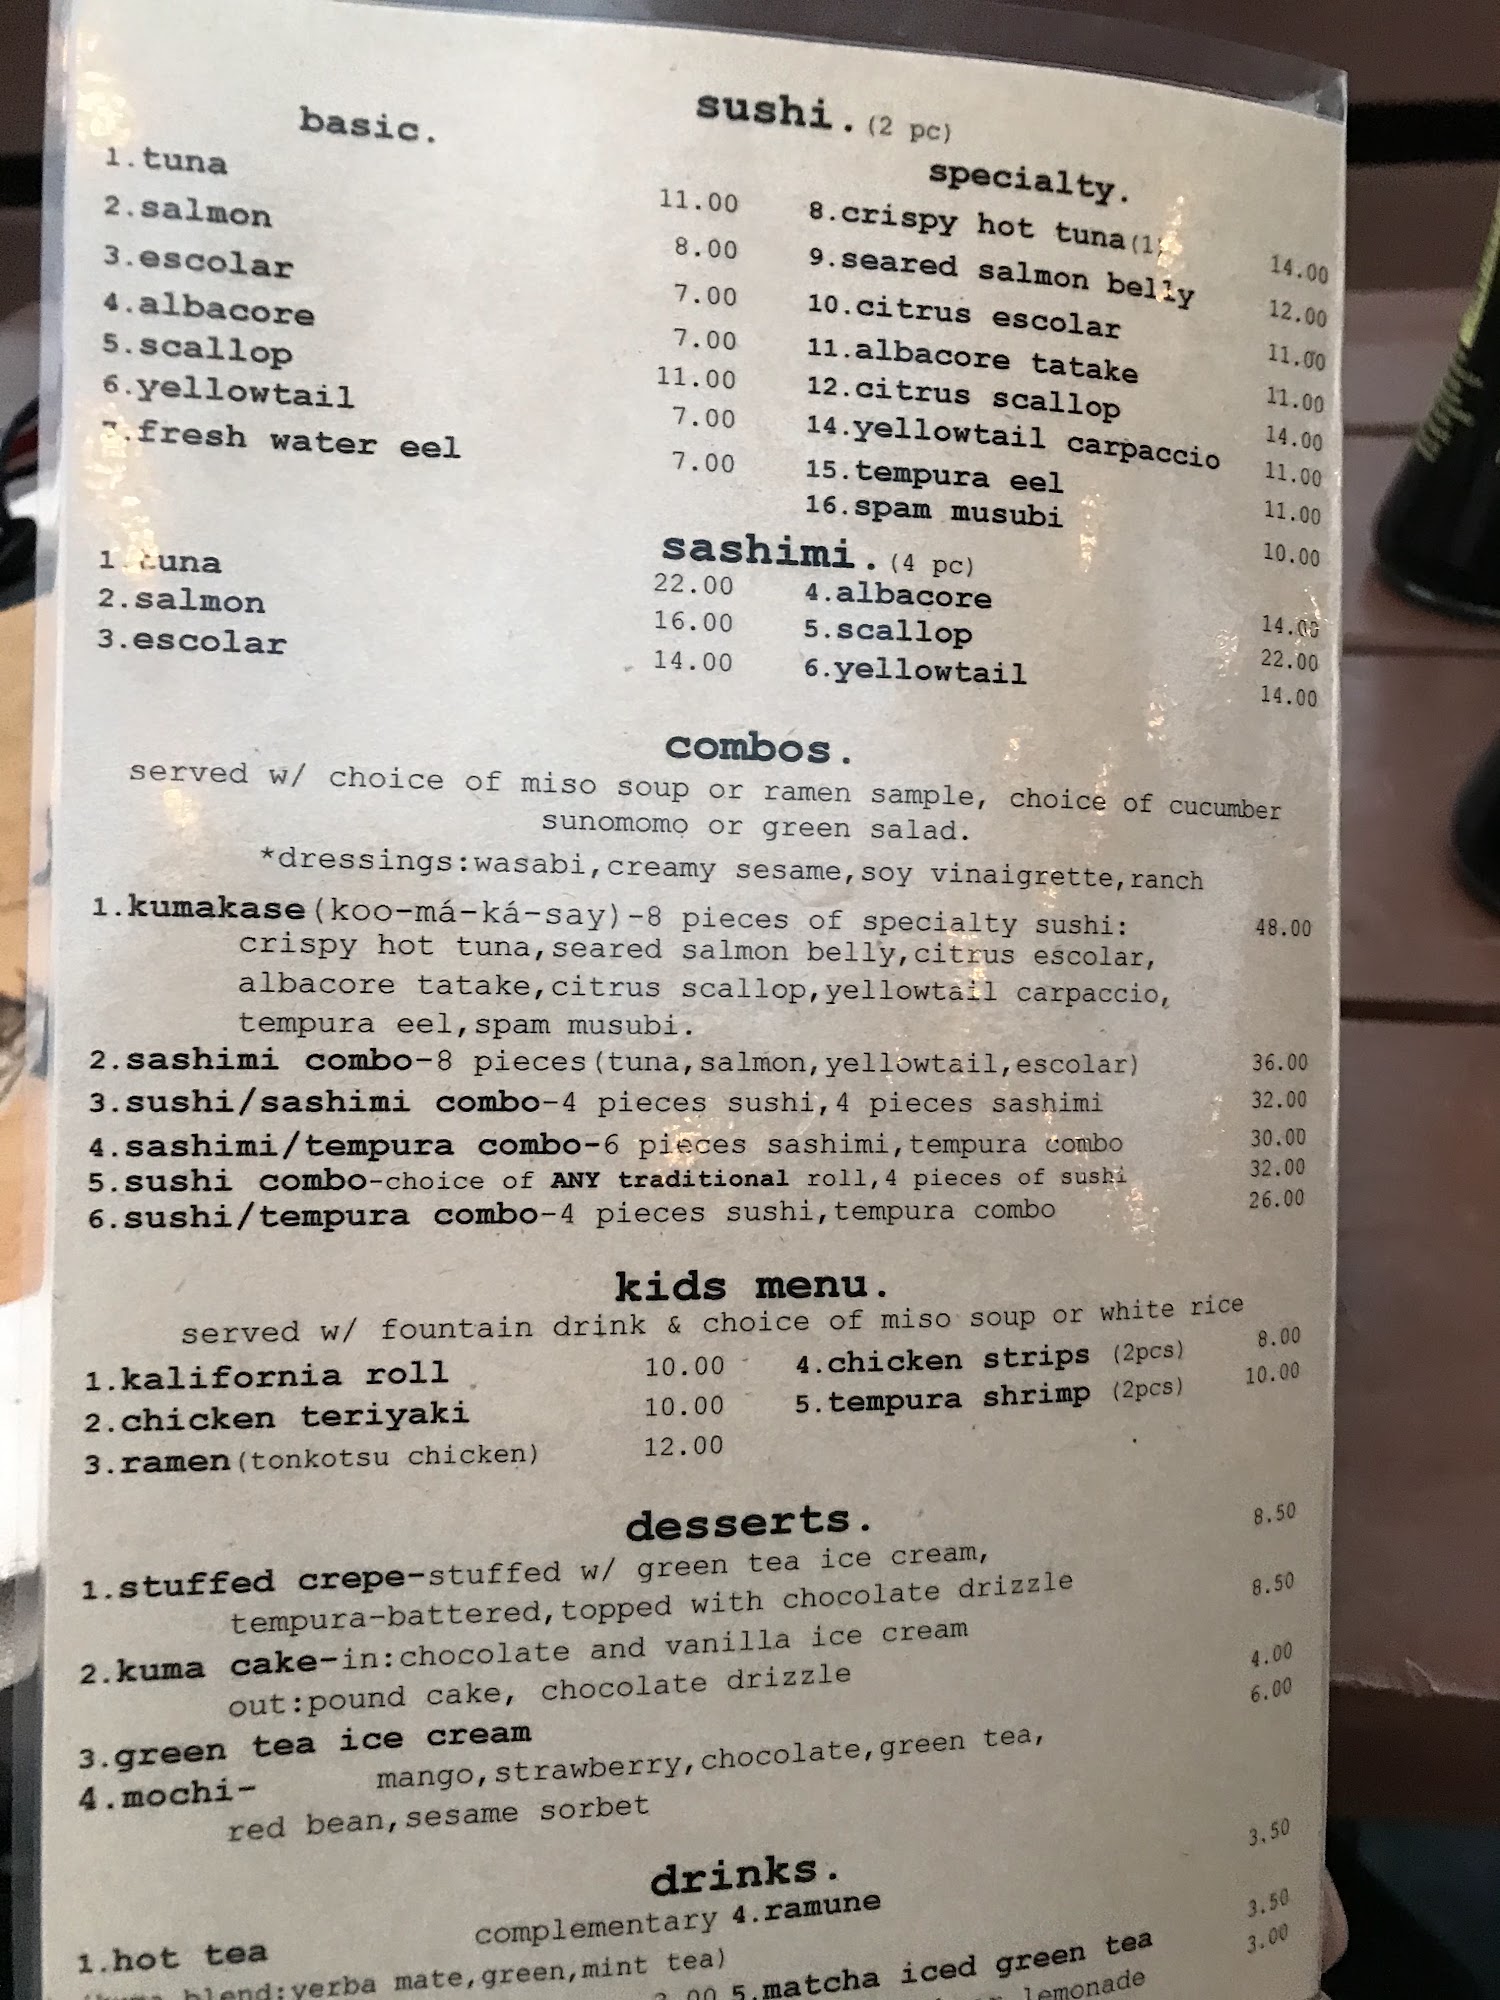 sushi. (2 pc)
basic.
1.tuna 11.00
2.salmon 8.00
3.escolar 7.00
4.albacore 7.00
5.scallop 11.00
6.yellowtail 7.00
7.fresh water eel 7.00
specialty.
8.crispy hot tuna(1 14.00
9.seared salmon belly 12.00
10.citrus escolar 11.00
11.albacore tatake 11.00
12.citrus scallop 14.00
14.yellowtail carpaccio 11.00
15.tempura eel 11.00
16.spam musubi 10.00
sashimi. (4 pc)
1.tuna 22.00
2.salmon 16.00
3.escolar 14.00
4.albacore 14.00
5.scallop 22.00
6.yellowtail 14.00
combos.
served w/ choice of miso soup or ramen sample, choice of cucumber
sunomomo or green salad.
*dressings:wasabi,creamy sesame,soy vinaigrette,ranch
1.kumakase(koo-má-ká-say)-8 pieces of specialty sushi: 48.00
crispy hot tuna,seared salmon belly,citrus escolar,
albacore tatake,citrus scallop,yellowtail carpaccio,
tempura eel,spam musubi.
2.sashimi combo-8 pieces(tuna,salmon,yellowtail,escolar) 36.00
3.sushi/sashimi combo-4 pieces sushi,4 pieces sashimi 32.00
4.sashimi/tempura combo-6 pieces sashimi,tempura combo 30.00
5.sushi combo-choice of ANY traditional roll,4 pieces of sushi 32.00
6.sushi/tempura combo-4 pieces sushi,tempura combo 26.00
kids menu.
served w/ fountain drink & choice of miso soup or white rice
1.kalifornia roll 10.00
2.chicken teriyaki 10.00
3.ramen(tonkotsu chicken) 12.00
4.chicken strips (2pcs) 8.00
5.tempura shrimp (2pcs) 10.00
desserts.
1.stuffed crepe-stuffed w/ green tea ice cream, 8.50
tempura-battered,topped with chocolate drizzle
2.kuma cake-in:chocolate and vanilla ice cream 8.50
out:pound cake, chocolate drizzle
3.green tea ice cream 4.00
4.mochi- mango,strawberry,chocolate,green tea, 6.00
red bean,sesame sorbet
drinks.
1.hot tea complementary
blend:yerba mate,green,mint tea)
4.ramune 3.50
5.matcha iced green tea 3.50
lemonade 3.00